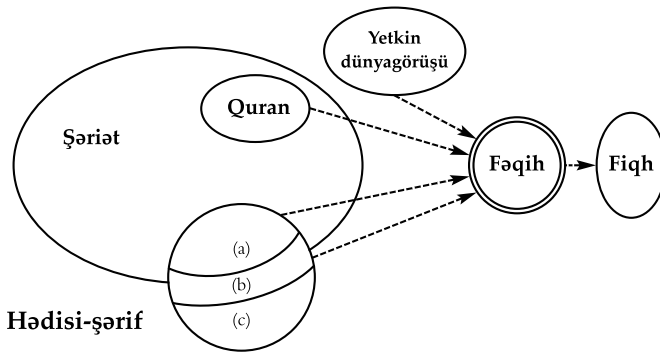 Yetkin
dünyagörüşü
Quran
Şəriət
Fəqih
Fiqh
(a)
(b)
(c)
Hədisi-şərif